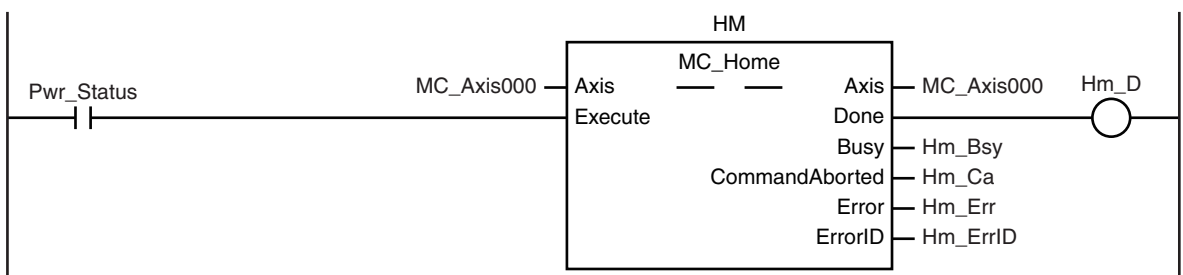 HM
MC_Home
Pwr_Status MC_Axis000 Axis Axis MC_Axis000 Hm_D
Execute Done
Busy Hm_Bsy
CommandAborted Hm_Ca
Error Hm_Err
ErrorID Hm_ErrID